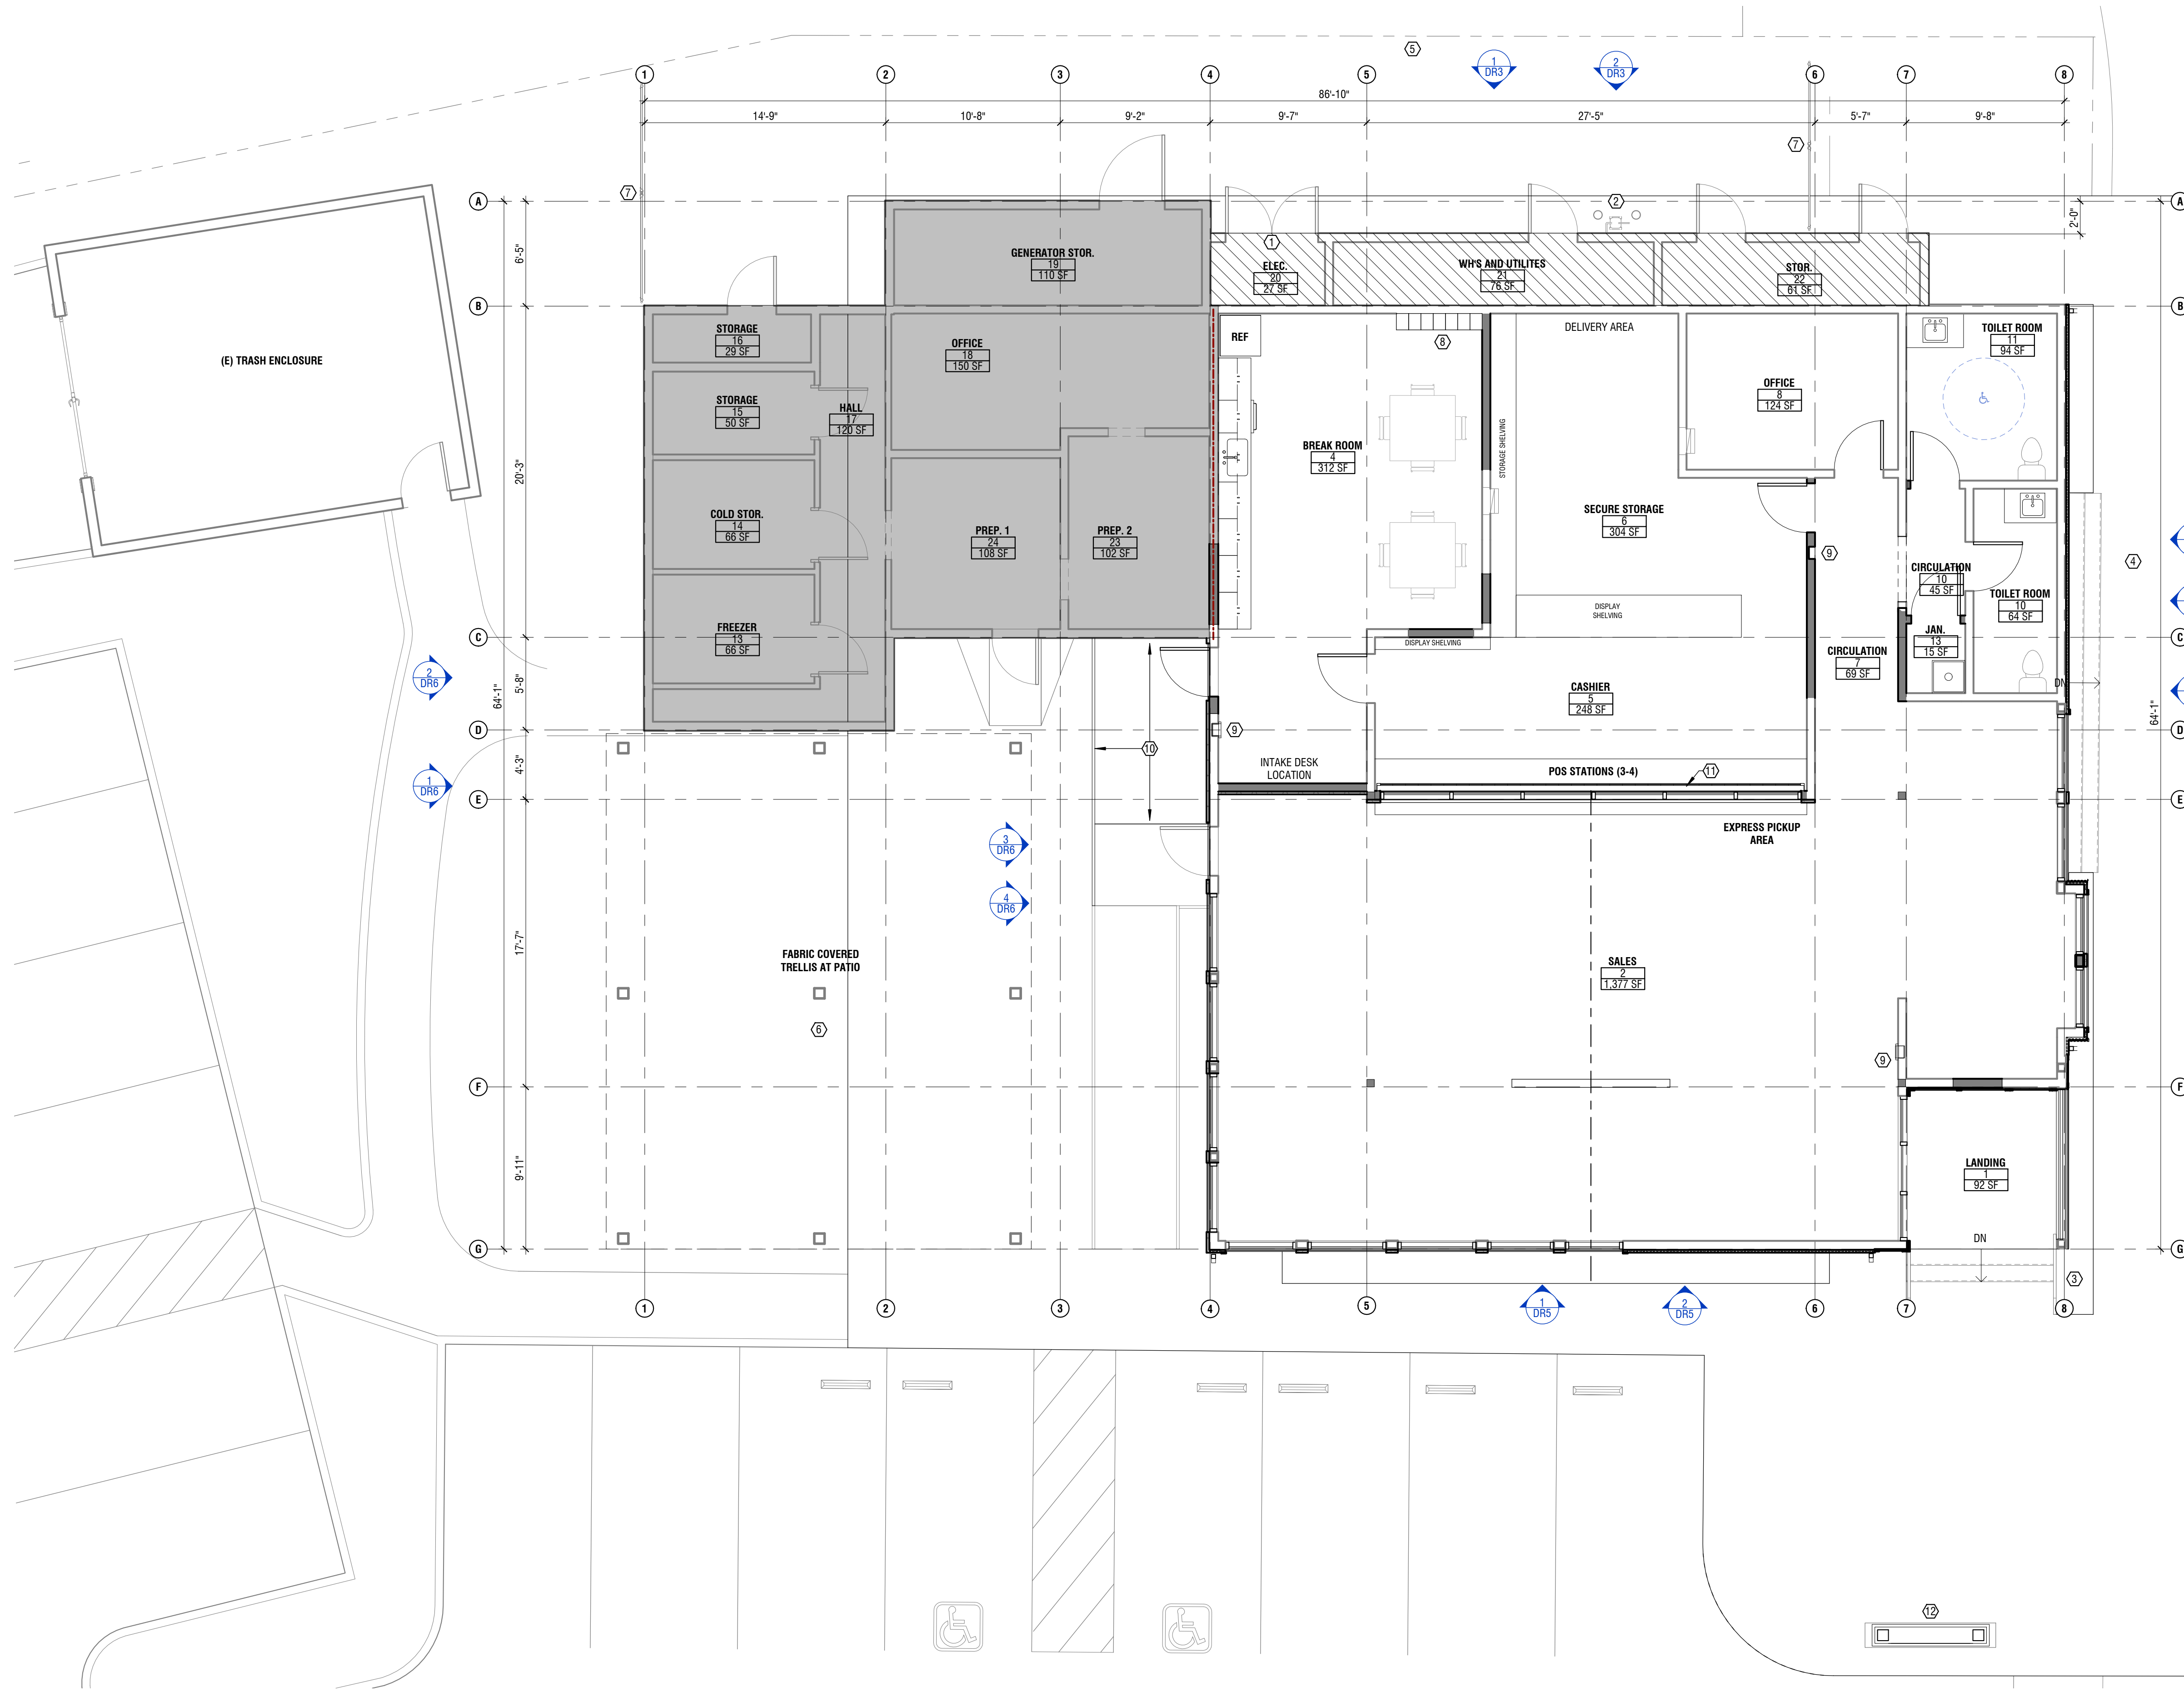 5
1
DR3
2
DR3
1
2
3
4
5
6
7
8
86'-10"
14'-9"
10'-8"
9'-2"
9'-7"
27'-5"
5'-7"
9'-8"
7
7
A
A
2
2'-0"
6'-5"
1
GENERATOR STOR.
19
110 SF
ELEC.
20
27 SF
WH'S AND UTILITES
21
76 SF
STOR.
22
61 SF
B
B
(E) TRASH ENCLOSURE
STORAGE
16
29 SF
OFFICE
18
150 SF
REF
8
DELIVERY AREA
TOILET ROOM
11
94 SF
STORAGE
15
50 SF
HALL
17
120 SF
OFFICE
8
124 SF
BREAK ROOM
4
312 SF
STORAGE SHELVING
20'-3"
COLD STOR.
14
66 SF
PREP. 1
24
108 SF
PREP. 2
23
102 SF
SECURE STORAGE
6
304 SF
9
4
CIRCULATION
10
45 SF
TOILET ROOM
10
64 SF
DISPLAY
SHELVING
FREEZER
13
66 SF
C
C
DISPLAY SHELVING
JAN.
13
15 SF
CIRCULATION
7
69 SF
2
DR6
64'-1"
5'-8"
CASHIER
5
248 SF
DN
64'-1"
D
D
9
10
4'-3"
INTAKE DESK
LOCATION
POS STATIONS (3-4)
11
1
DR6
E
E
EXPRESS PICKUP
AREA
3
DR6
4
DR6
17'-7"
FABRIC COVERED
TRELLIS AT PATIO
SALES
2
1,377 SF
6
9
F
F
9'-11"
LANDING
1
92 SF
DN
G
G
3
1
2
3
4
5
6
7
8
1
DR5
2
DR5
12